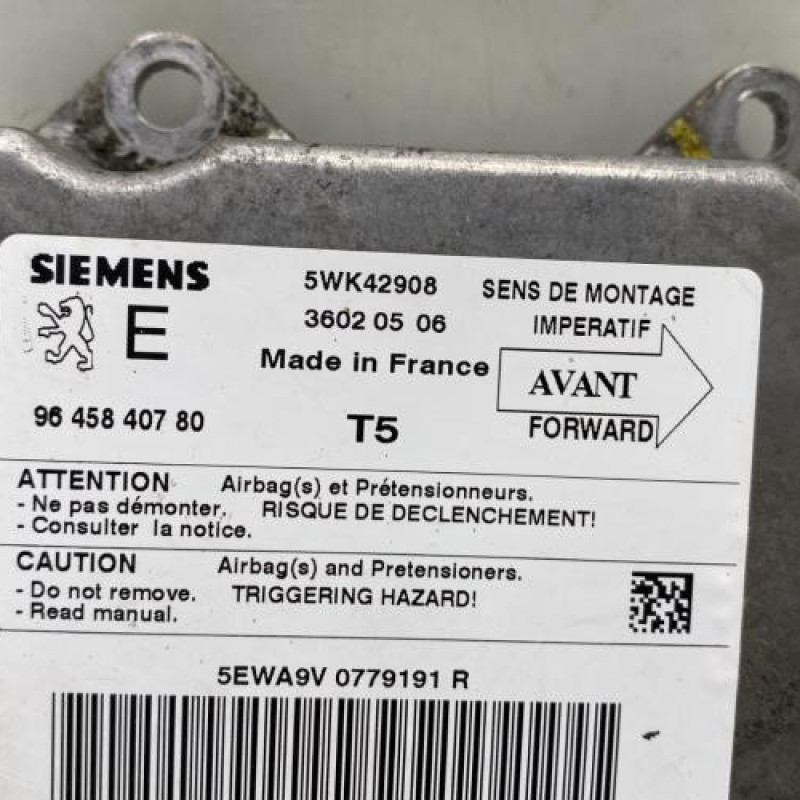 SIEMENS 5WK42908 SENS DE MONTAGE
E 3602 05 06 IMPERATIF
Made in France AVANT
96 458 407 80 T5 FORWARD
ATTENTION Airbag(s) et Prétensionneurs.
- Ne pas démonter. RISQUE DE DECLENCHEMENT!
- Consulter la notice.
CAUTION Airbag(s) and Pretensioners.
- Do not remove. TRIGGERING HAZARD!
- Read manual.
5EWA9V 0779191 R